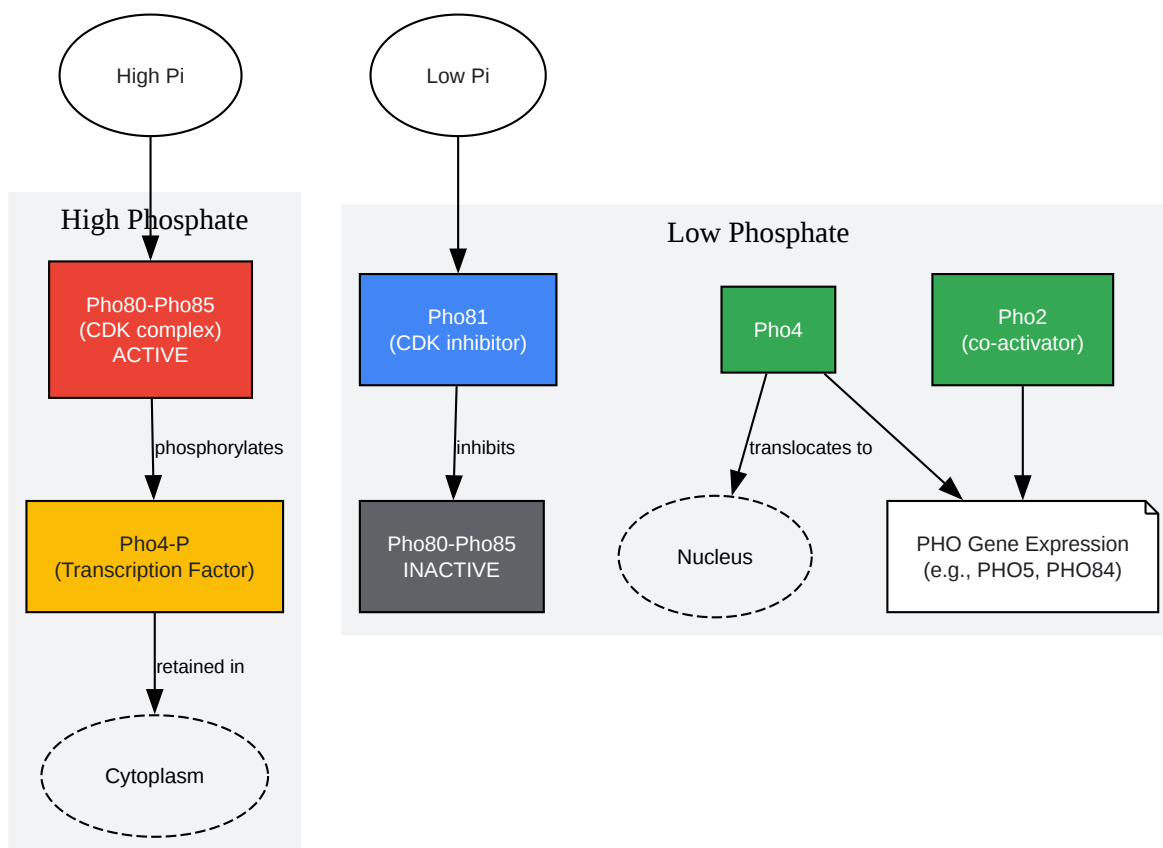 High Pi
Low Pi
High Phosphate
Low Phosphate
Pho80-Pho85
(CDK complex)
ACTIVE
Pho81
(CDK inhibitor)
Pho4
Pho2
(co-activator)
phosphorylates
inhibits
translocates to
Pho4-P
(Transcription Factor)
Pho80-Pho85
INACTIVE
Nucleus
PHO Gene Expression
(e.g., PHO5, PHO84)
retained in
Cytoplasm